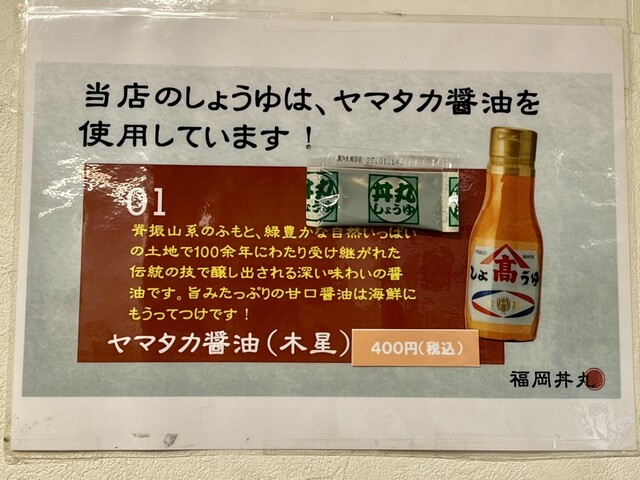 当店のしょうゆは、ヤマタカ醤油を
使用しています！
01
脊振山系のふもと、緑豊かな自然いっぱい
の土地で100余年にわたり受け継がれた
伝統の技で醸し出される深い味わいの醤
油です。旨みたっぷりの甘口醤油は海鮮に
もうってつけです！
ヤマタカ醤油（木星）
400円（税込）
丼丸
しょうゆ
髙
しょ うゆ
福岡丼丸